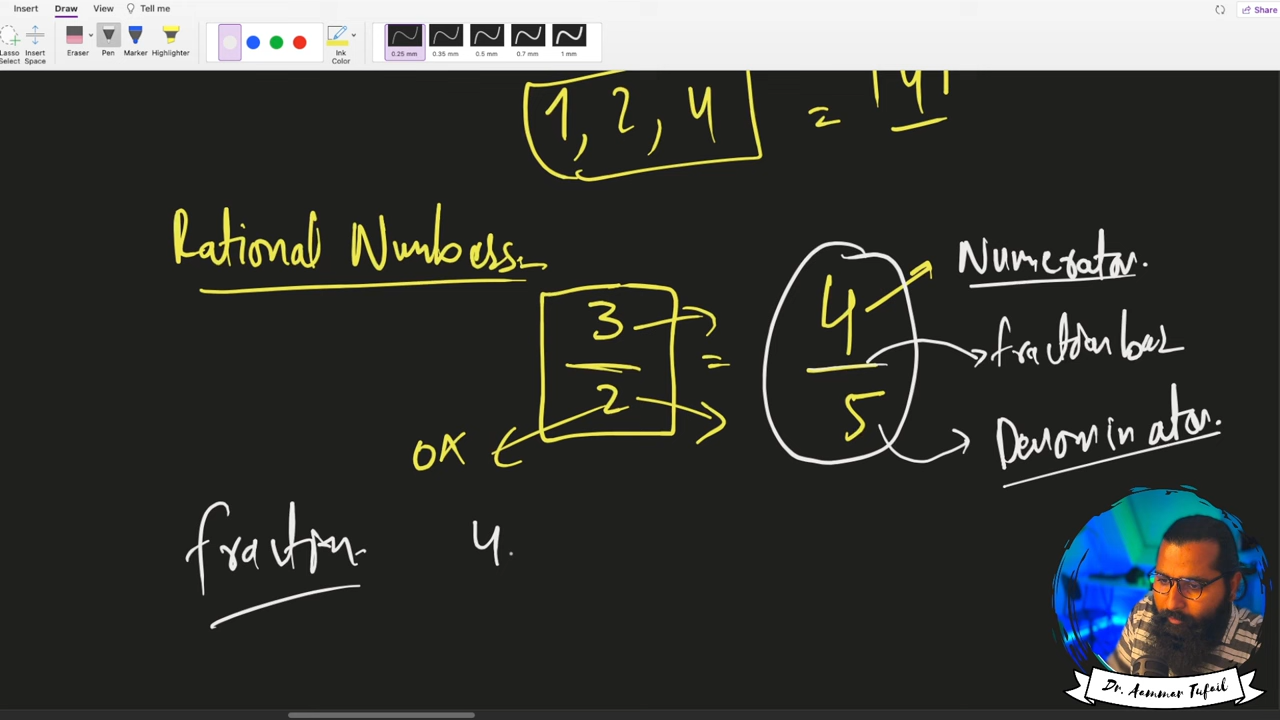 Insert Draw View Tell me
Share
Lasso Select Insert Space Eraser Pen Marker Highlighter Ink Color 0.25 mm 0.35 mm 0.5 mm 0.7 mm 1 mm
1, 2, 4 = |4|
Rational Numbers
3/2 = 4/5
Numerator.
fraction bar
Denominator.
0X
fraction 4.
Dr. Aammar Tufail